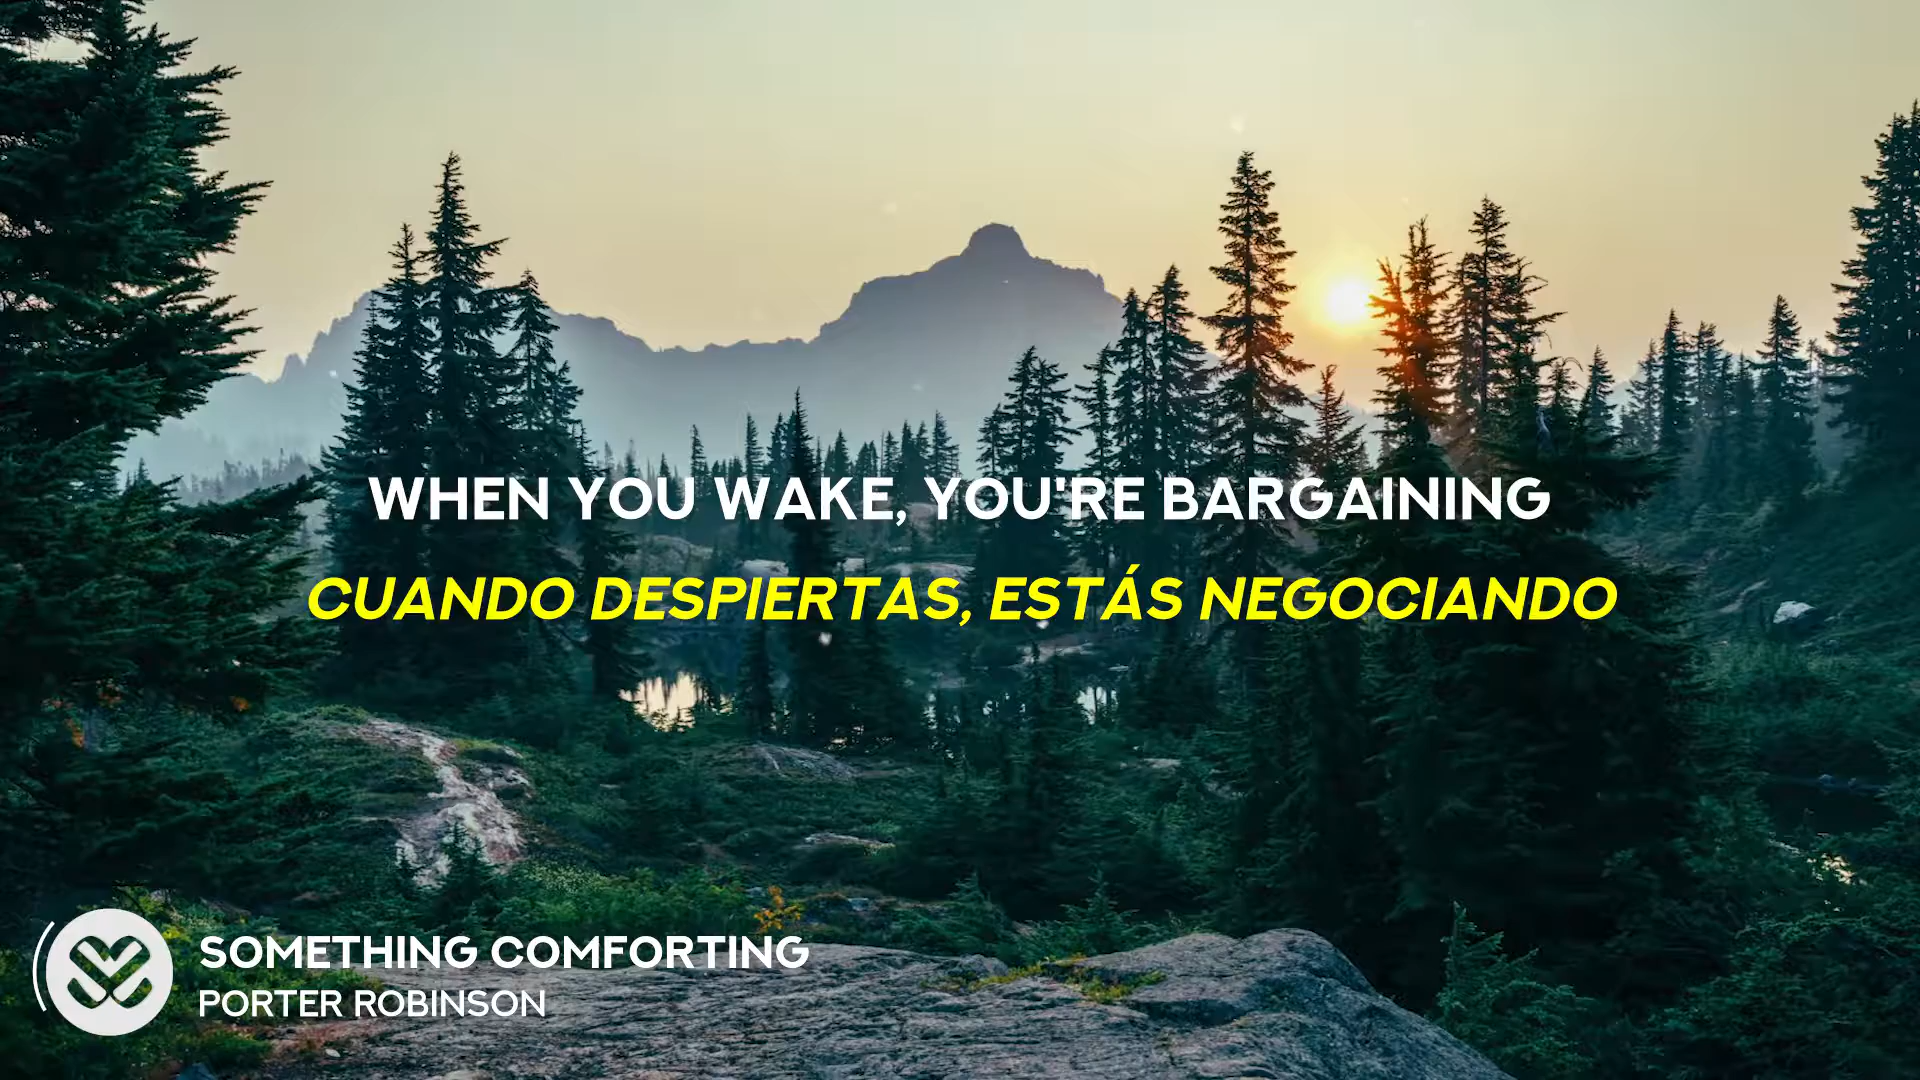 WHEN YOU WAKE, YOU'RE BARGAINING
CUANDO DESPIERTAS, ESTÁS NEGOCIANDO
SOMETHING COMFORTING
PORTER ROBINSON